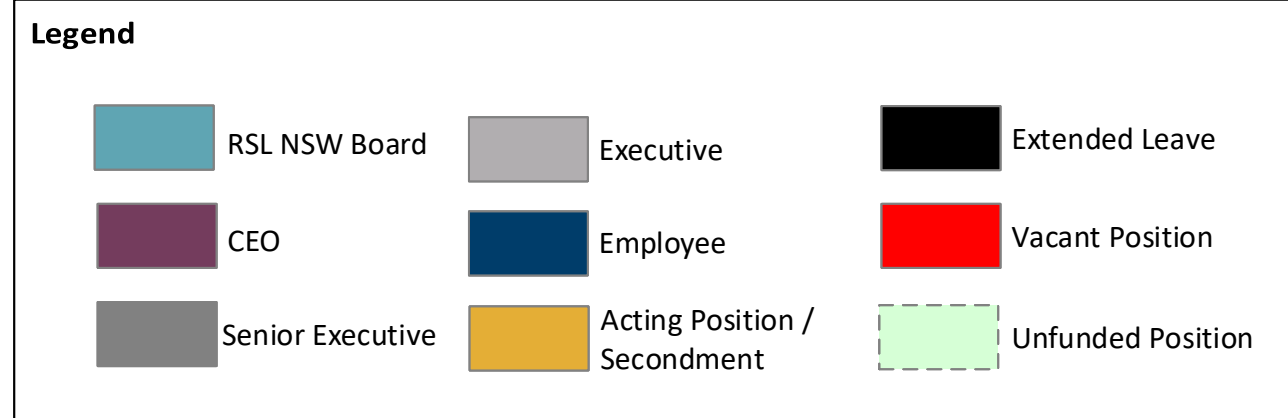 Legend
RSL NSW Board
CEO
Senior Executive
Executive
Employee
Acting Position /
Secondment
Extended Leave
Vacant Position
Unfunded Position